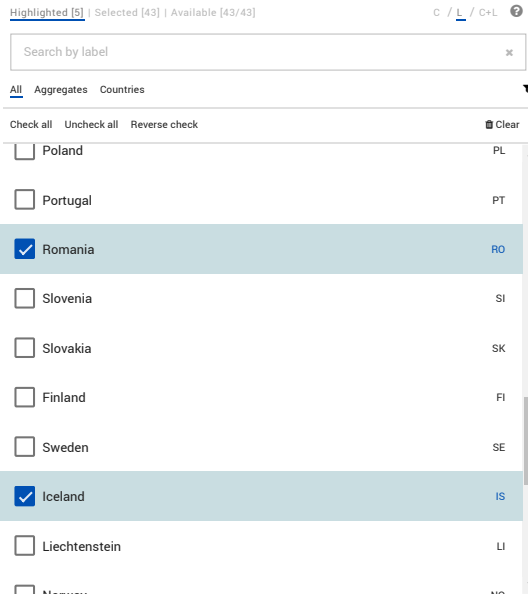 Highlighted [5] | Selected [43] | Available [43/43] C / L / C+L ?
Search by label ×
All Aggregates Countries
Check all Uncheck all Reverse check Clear
Poland PL
Portugal PT
Romania RO
Slovenia SI
Slovakia SK
Finland FI
Sweden SE
Iceland IS
Liechtenstein LI